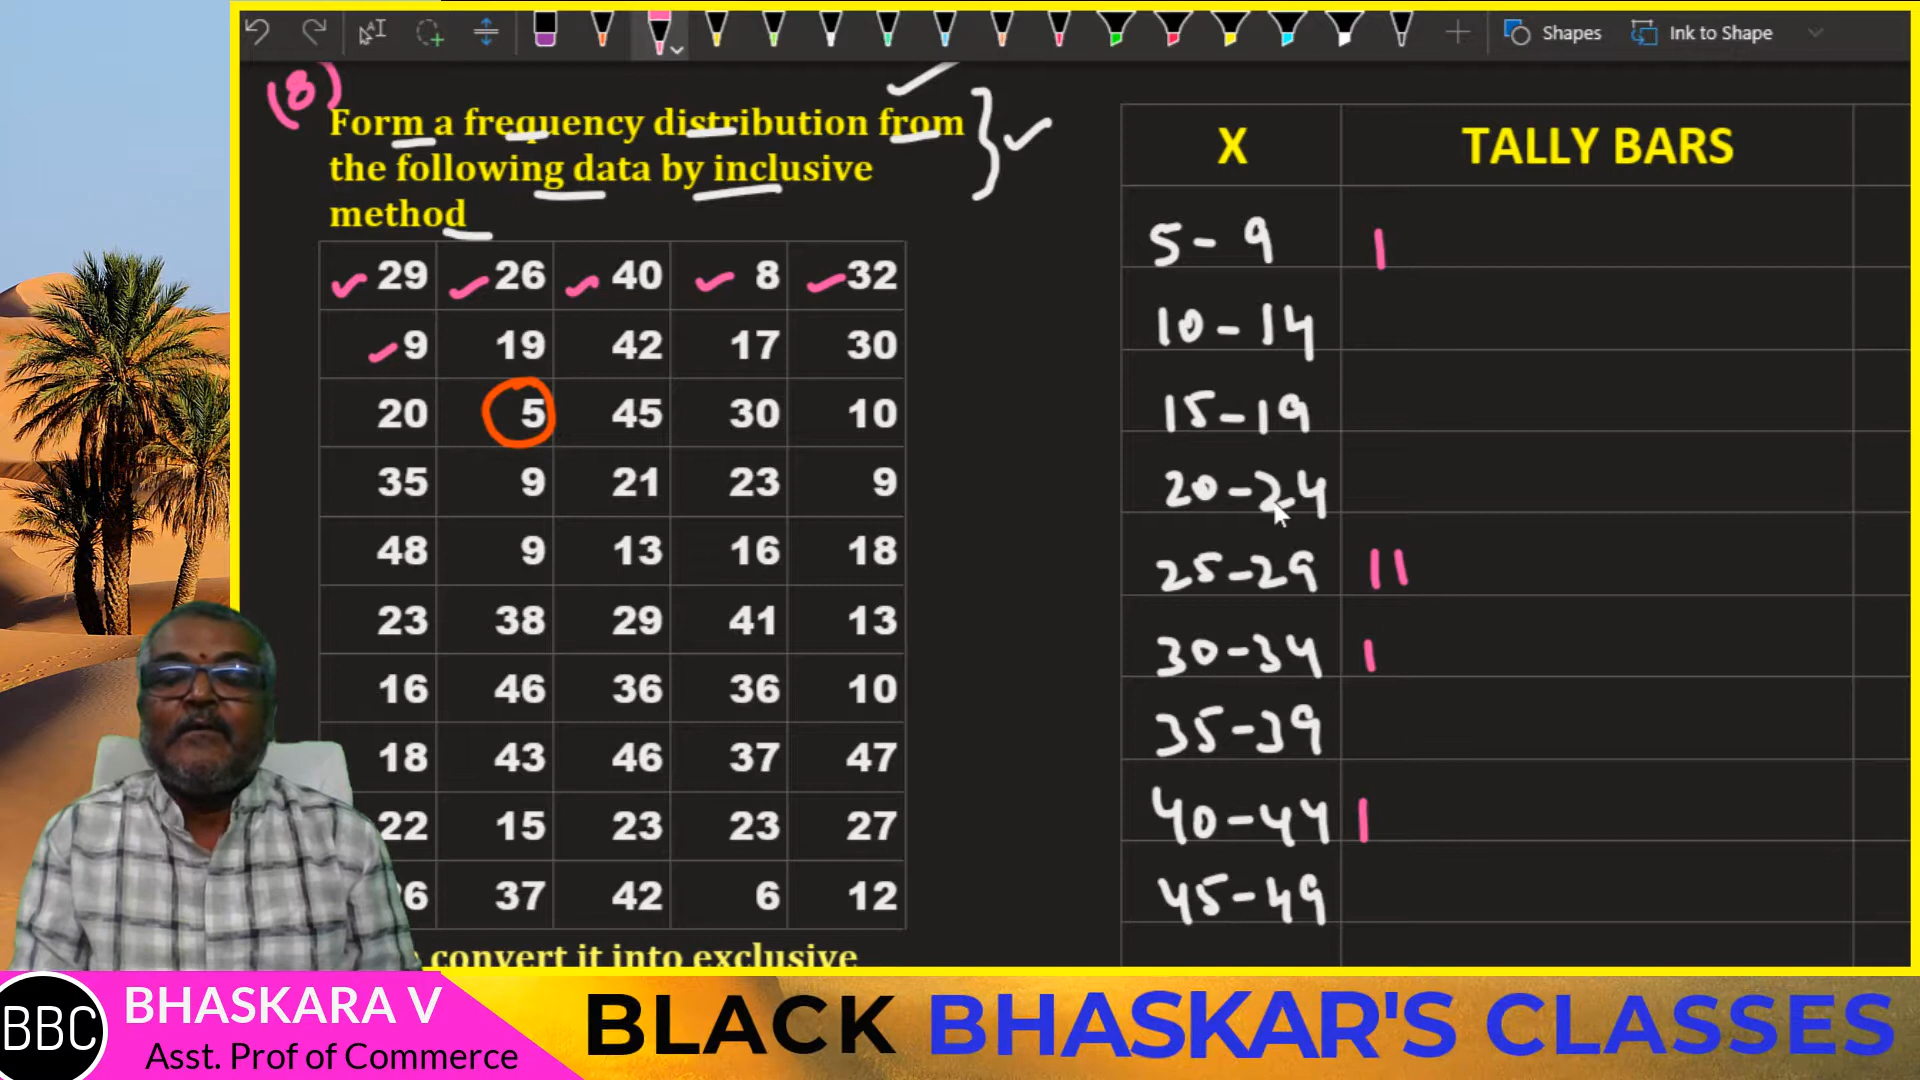 Shapes Ink to Shape
(8)
Form a frequency distribution from
the following data by inclusive
method
29 26 40 8 32
9 19 42 17 30
20 5 45 30 10
35 9 21 23 9
48 9 13 16 18
23 38 29 41 13
16 46 36 36 10
18 43 46 37 47
22 15 23 23 27
6 37 42 6 12
convert it into exclusive
X TALLY BARS
5-9 |
10-14
15-19
20-24
25-29 ||
30-34 |
35-39
40-44 |
45-49
BBC
BHASKARA V
Asst. Prof of Commerce
BLACK BHASKAR'S CLASSES